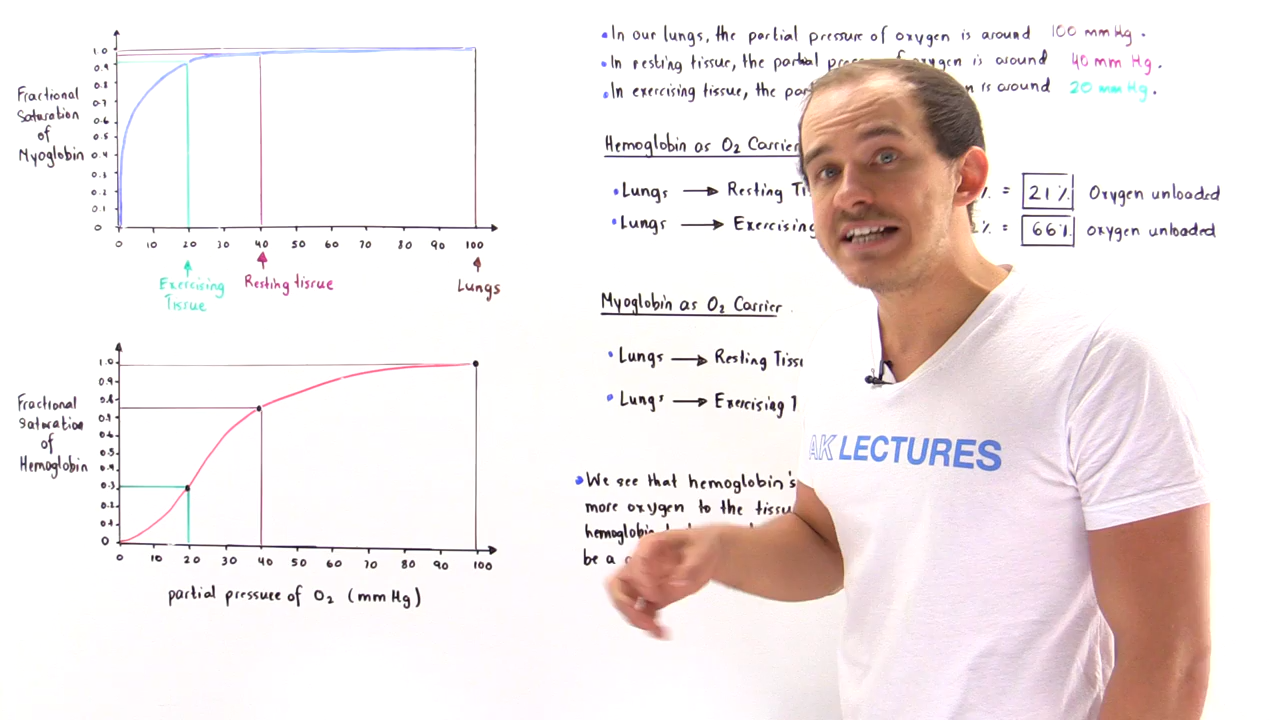 Fractional
Saturation
of
Myoglobin
1.0
0.9
0.8
0.7
0.6
0.5
0.4
0.3
0.2
0.1
0
0 10 20 30 40 50 60 70 80 90 100
Exercising
Tissue
Resting tissue
Lungs
Fractional
Saturation
of
Hemoglobin
1.0
0.9
0.8
0.7
0.6
0.5
0.4
0.3
0.2
0.1
0
0 10 20 30 40 50 60 70 80 90 100
partial pressure of O2 (mm Hg)
• In our lungs, the partial pressure of oxygen is around 100 mm Hg.
• In resting tissue, the partial of oxygen is around 40 mm Hg.
• In exercising tissue, the is around 20 mm Hg.
Hemoglobin as O2 Carrier
• Lungs → Resting = 21% Oxygen unloaded
• Lungs → Exercising = 66% oxygen unloaded
Myoglobin as O2 Carrier
• Lungs → Resting
• Lungs → Exercising
• We see that hemoglobin's
more oxygen to the
hemoglobin
be a
AK LECTURES